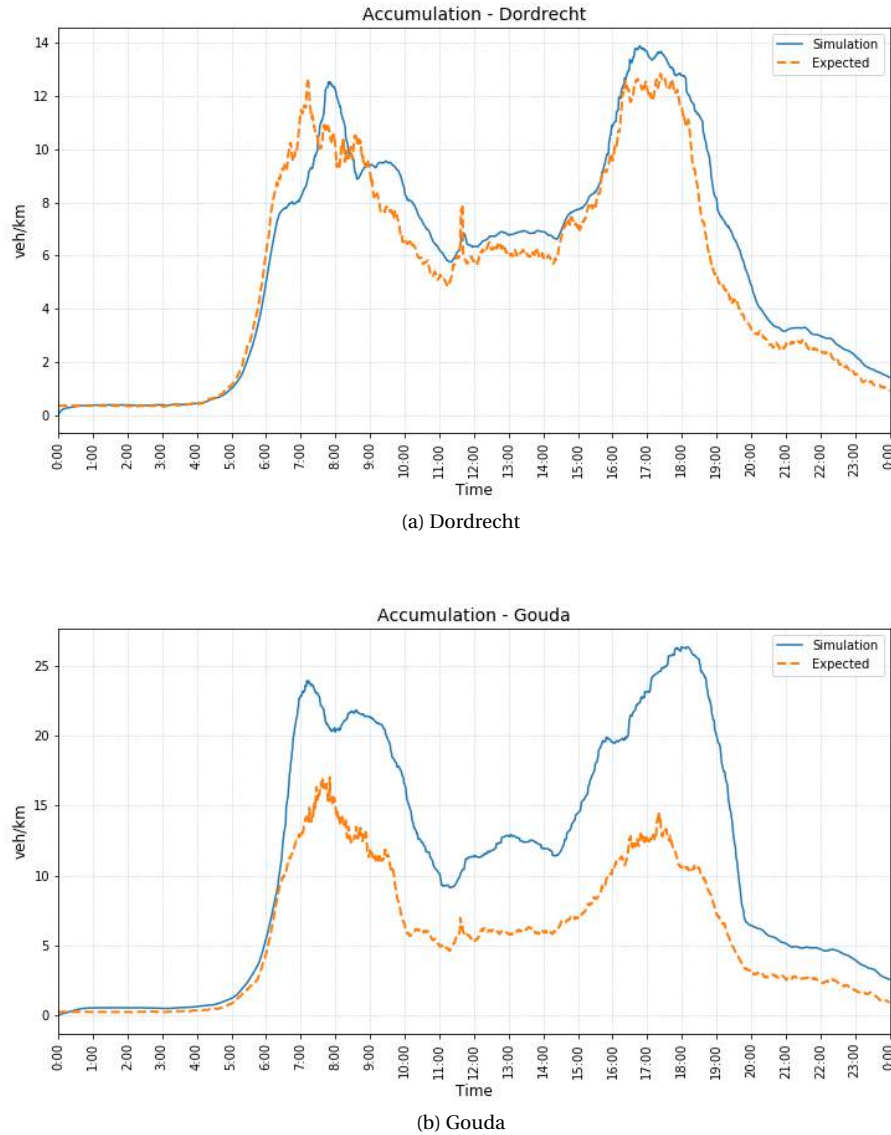 Accumulation - Dordrecht
Simulation
Expected
veh/km
14
12
10
8
6
4
2
0
0:00 1:00 2:00 3:00 4:00 5:00 6:00 7:00 8:00 9:00 10:00 11:00 12:00 13:00 14:00 15:00 16:00 17:00 18:00 19:00 20:00 21:00 22:00 23:00 0:00
Time
(a) Dordrecht
Accumulation - Gouda
Simulation
Expected
veh/km
25
20
15
10
5
0
0:00 1:00 2:00 3:00 4:00 5:00 6:00 7:00 8:00 9:00 10:00 11:00 12:00 13:00 14:00 15:00 16:00 17:00 18:00 19:00 20:00 21:00 22:00 23:00 0:00
Time
(b) Gouda